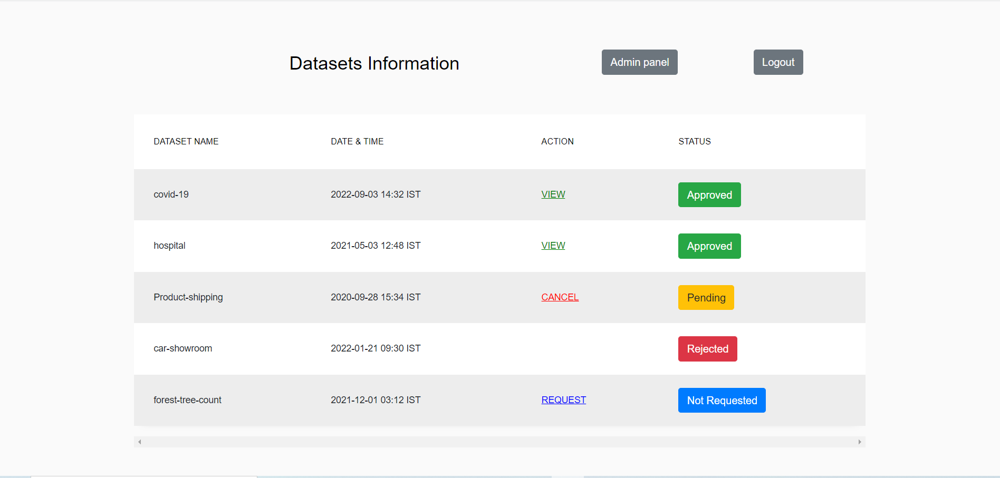 Datasets Information Admin panel Logout
DATASET NAME DATE & TIME ACTION STATUS
covid-19 2022-09-03 14:32 IST VIEW Approved
hospital 2021-05-03 12:48 IST VIEW Approved
Product-shipping 2020-09-28 15:34 IST CANCEL Pending
car-showroom 2022-01-21 09:30 IST Rejected
forest-tree-count 2021-12-01 03:12 IST REQUEST Not Requested